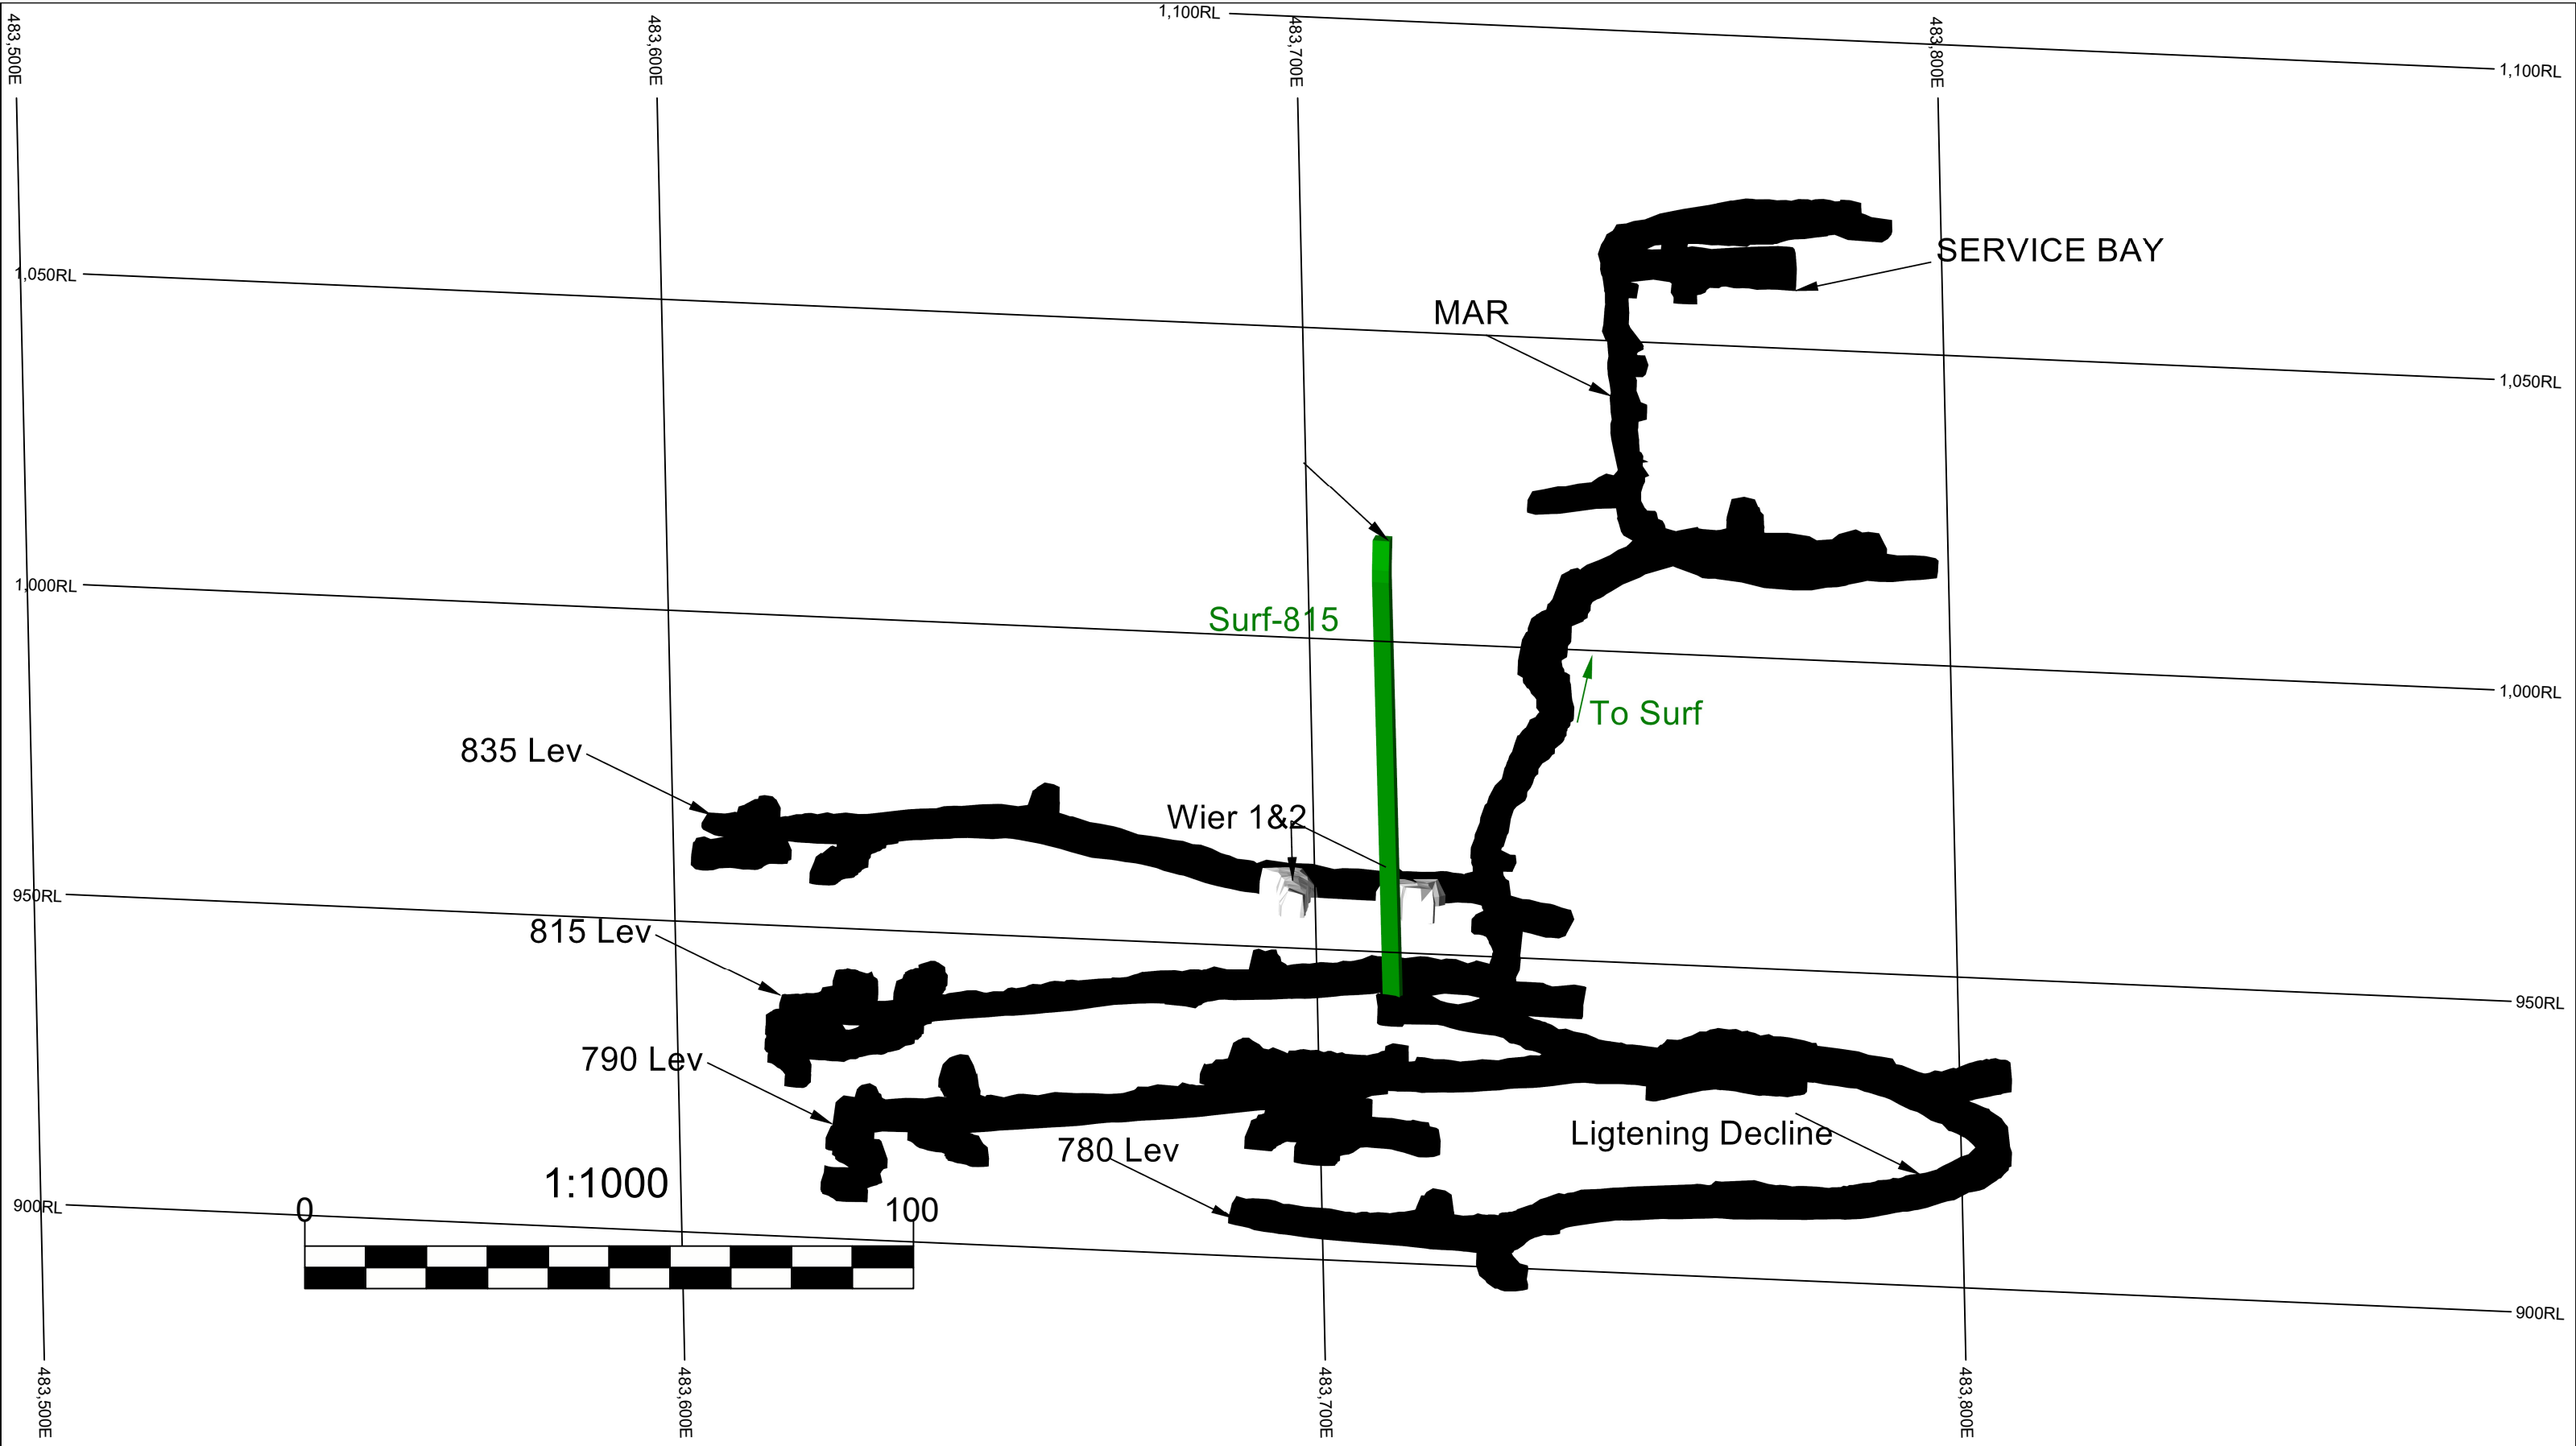 1,100RL
483,500E
483,600E
483,700E
483,800E
1,100RL
SERVICE BAY
1,050RL
MAR
1,050RL
1,000RL
Surf-815
1,000RL
To Surf
835 Lev
Wier 1&2
950RL
815 Lev
950RL
790 Lev
Ligtening Decline
780 Lev
1:1000
900RL
0
100
900RL
483,500E
483,600E
483,700E
483,800E